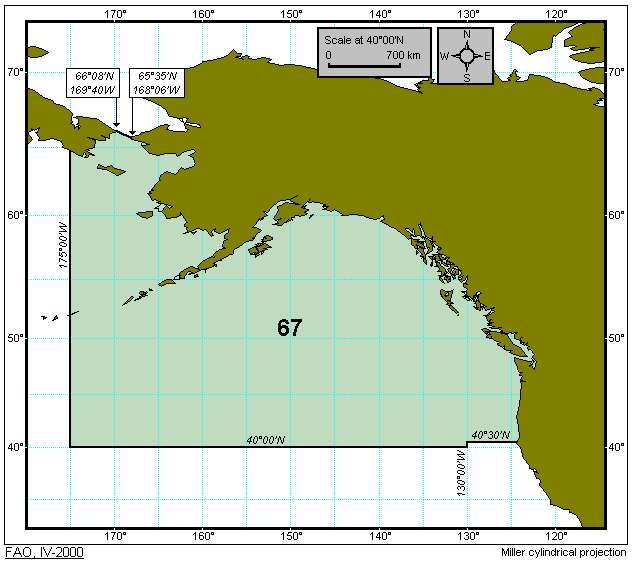 170° 160° 150° 140° 130° 120°
Scale at 40°00'N
0 700 km
N
W E
S
70° 70°
66°08'N 65°35'N
169°40W 168°06'W
60° 60°
175°00'W
67
50° 50°
40°30'N
40°00'N
40° 40°
130°00'W
170° 160° 150° 140° 130° 120°
FAO, IV-2000 Miller cylindrical projection